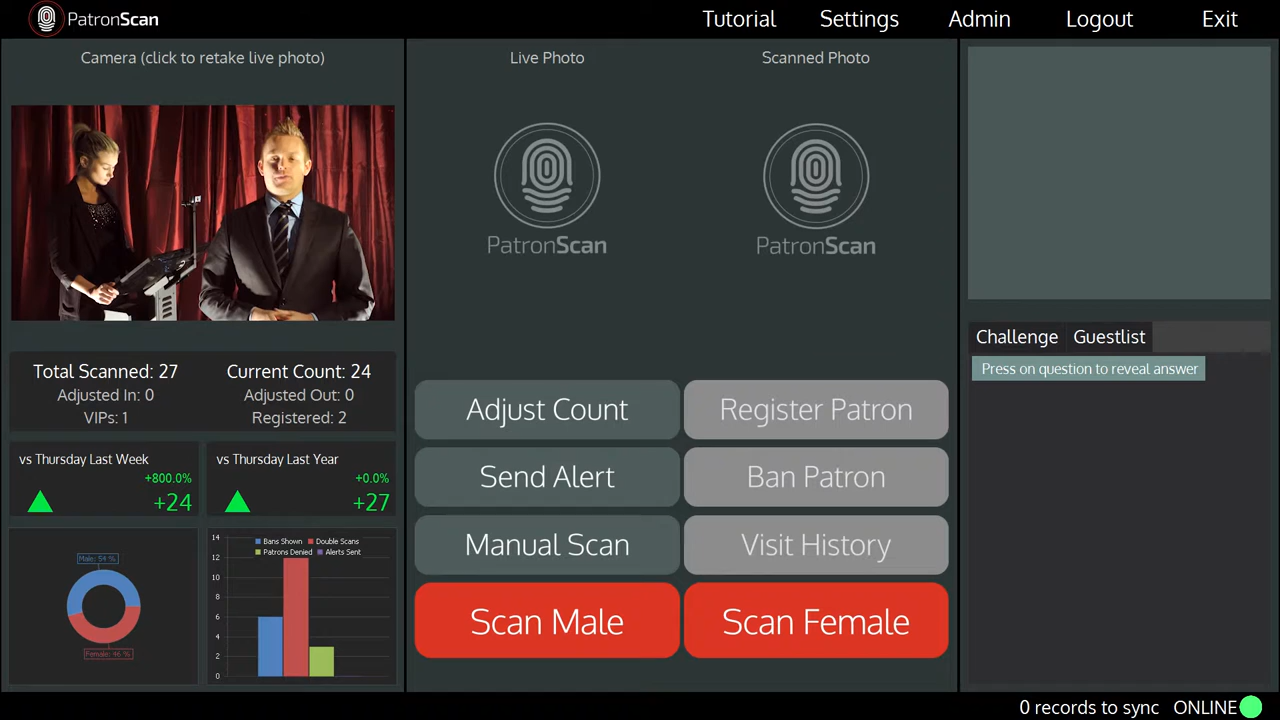 PatronScan
Tutorial
Settings
Admin
Logout
Exit
Camera (click to retake live photo)
Live Photo
Scanned Photo
PatronScan
PatronScan
Total Scanned: 27
Current Count: 24
Adjusted In: 0
Adjusted Out: 0
VIPs: 1
Registered: 2
vs Thursday Last Week
+800.0%
+24
vs Thursday Last Year
+0.0%
+27
Male: 54 %
Female: 46 %
Bans Shown
Double Scans
Patrons Denied
Alerts Sent
14
12
10
8
6
4
2
0
Adjust Count
Register Patron
Send Alert
Ban Patron
Manual Scan
Visit History
Scan Male
Scan Female
Challenge
Guestlist
Press on question to reveal answer
0 records to sync
ONLINE